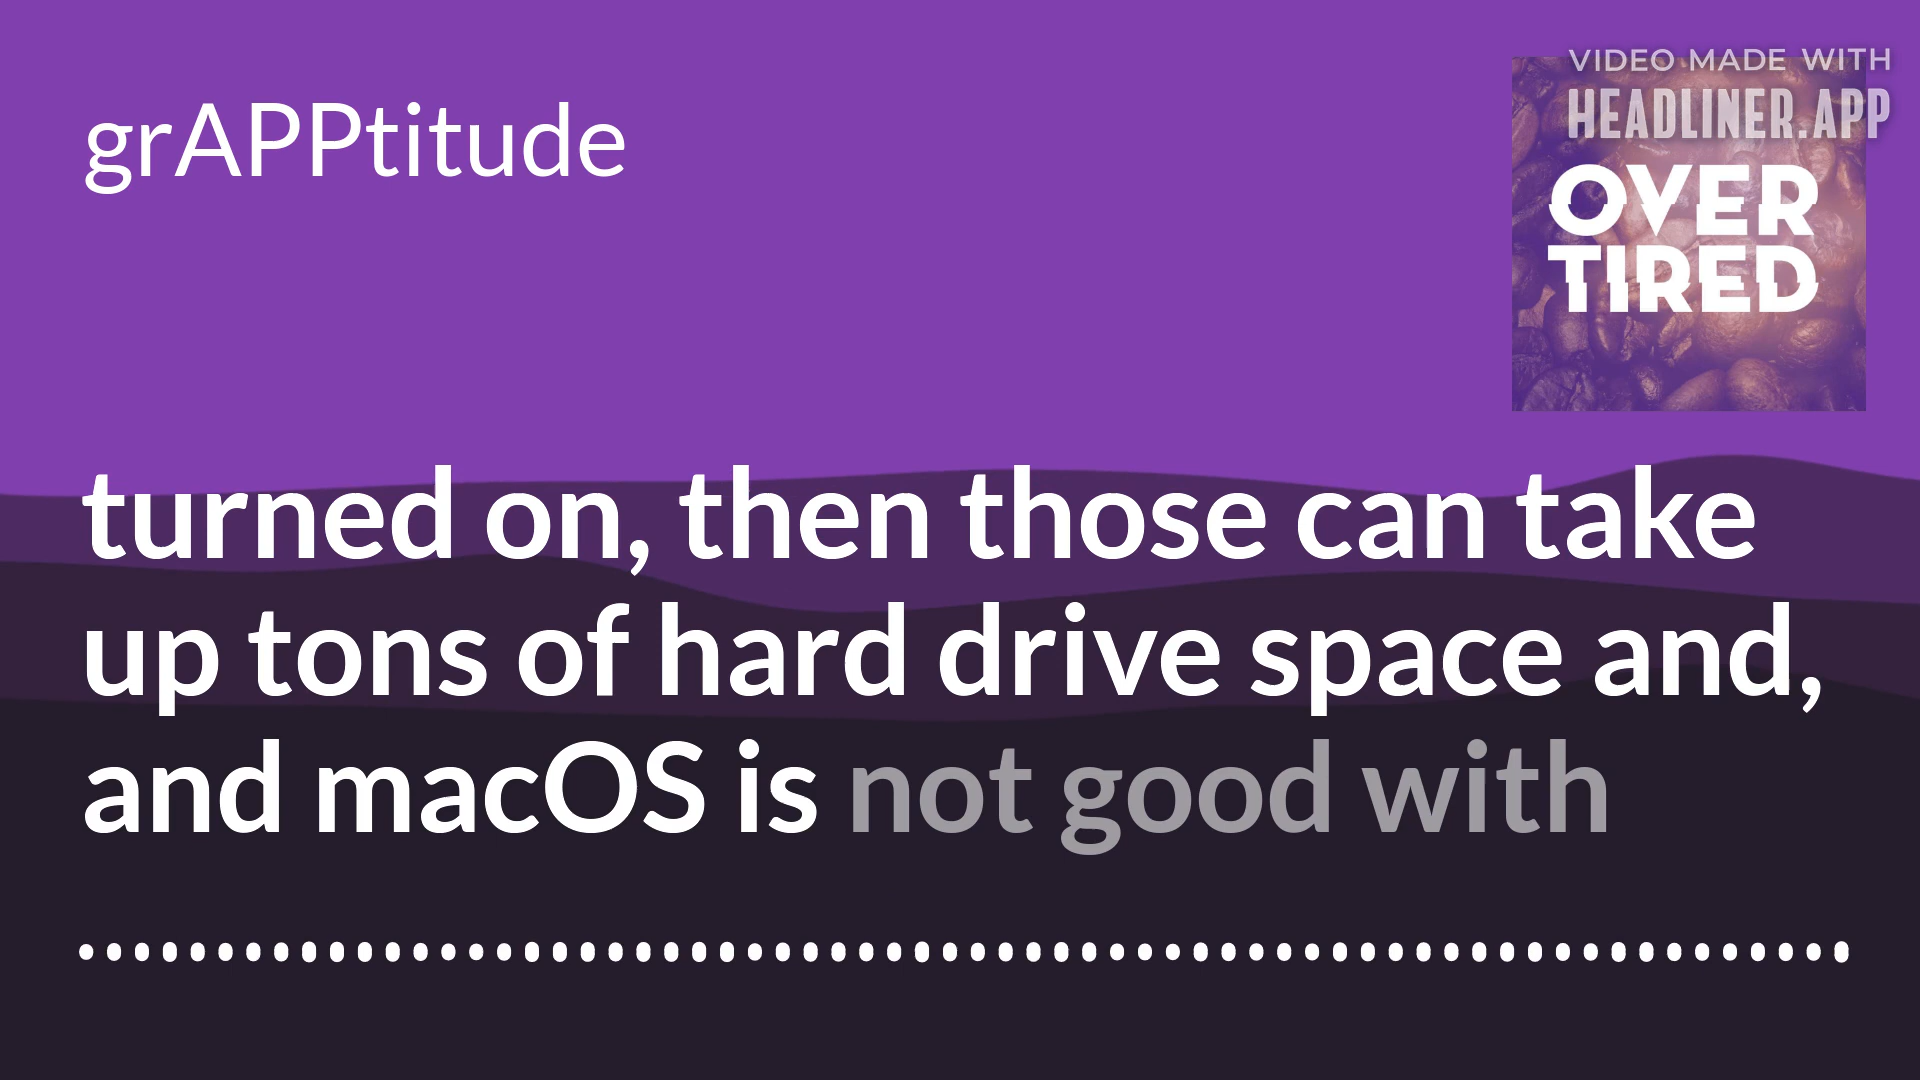 grAPPtitude
VIDEO MADE WITH
HEADLINER.APP
OVER
TIRED
turned on, then those can take
up tons of hard drive space and,
and macOS is not good with